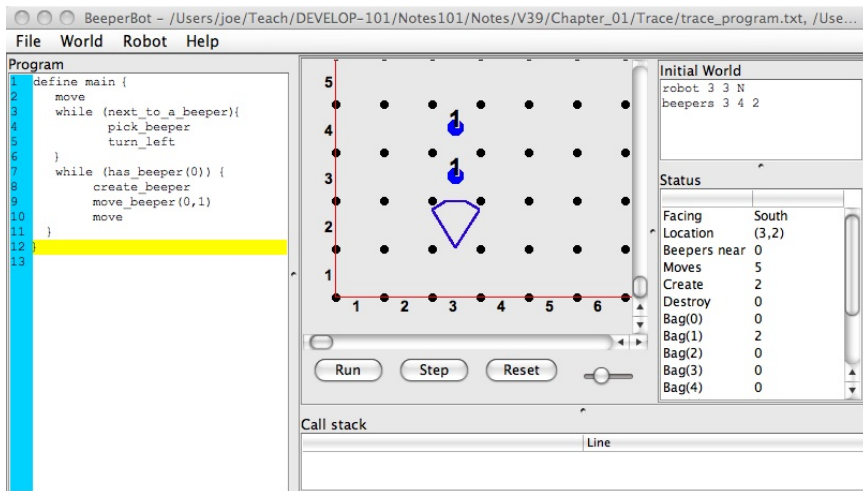 BeeperBot – /Users/joe/Teach/DEVELOP-101/Notes101/Notes/V39/Chapter_01/Trace/trace_program.txt, /Use...
File World Robot Help
Program
1 define main {
2 move
3 while (next_to_a_beeper){
4 pick_beeper
5 turn_left
6 }
7 while (has_beeper(0)) {
8 create_beeper
9 move_beeper(0,1)
10 move
11 }
12 }
13
5
4
3
2
1
1
1
1 2 3 4 5 6
Run Step Reset
Initial World
robot 3 3 N
beepers 3 4 2
Status
Facing South
Location (3,2)
Beepers near 0
Moves 5
Create 2
Destroy 0
Bag(0) 0
Bag(1) 2
Bag(2) 0
Bag(3) 0
Bag(4) 0
Call stack
Line